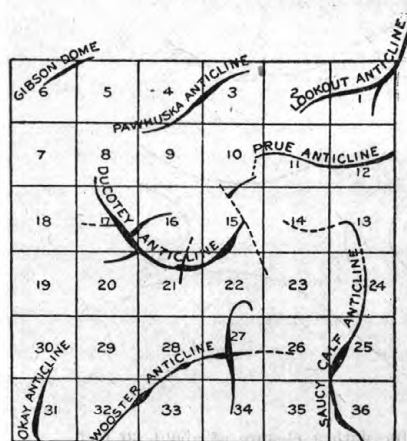 GIBSON DOME
PAWHUSKA ANTICLINE
LOOKOUT ANTICLINE
6 5 4 3 2 1
PRUE ANTICLINE
7 8 9 10 11 12
DUCOTEY ANTICLINE
18 17 16 15 14 13
19 20 21 22 23 24
SAUCY CALF ANTICLINE
30 29 28 27 26 25
OKAY ANTICLINE
WOOSTER ANTICLINE
31 32 33 34 35 36